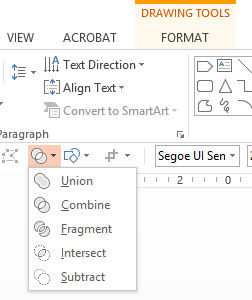 DRAWING TOOLS
VIEW ACROBAT FORMAT
Text Direction
Align Text
Convert to SmartArt
Paragraph
Segoe UI Sen
2 0
Union
Combine
Fragment
Intersect
Subtract